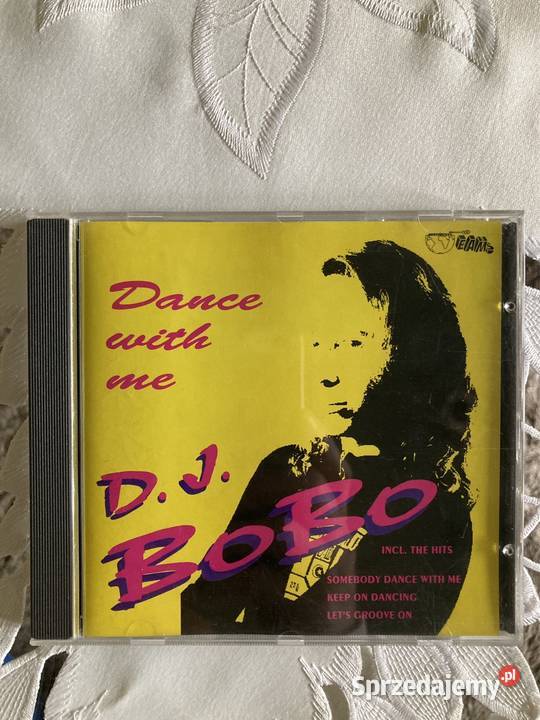 Dance
with
me
D.J.
BoBo
INCL. THE HITS
SOMEBODY DANCE WITH ME
KEEP ON DANCING
LET'S GROOVE ON
Sprzedajemy.pl